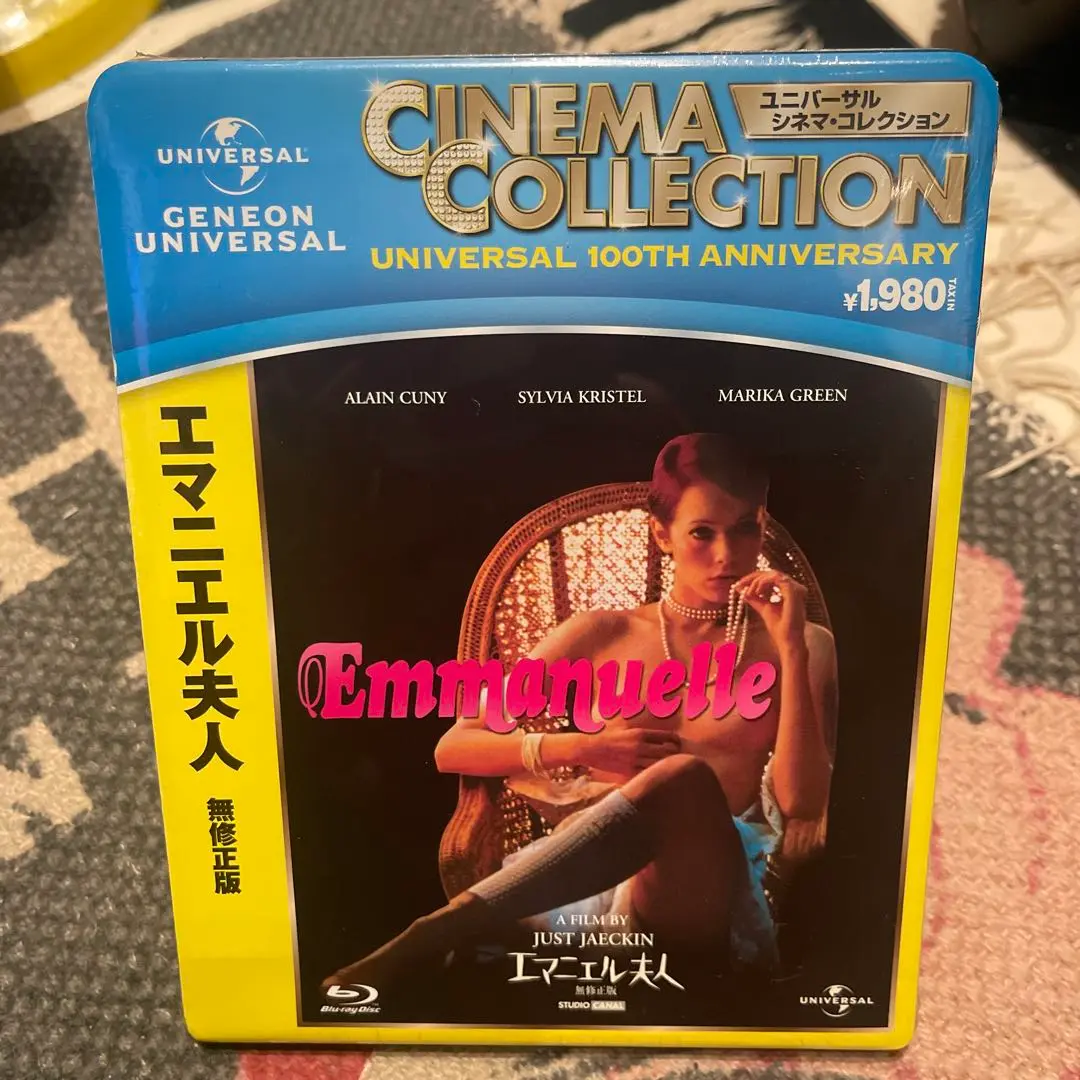 CINEMA
COLLECTION
ユニバーサル
シネマ・コレクション
UNIVERSAL
GENEON
UNIVERSAL
UNIVERSAL 100TH ANNIVERSARY
¥1,980 TAX IN
エマニエル夫人
無修正版
ALAIN CUNY SYLVIA KRISTEL MARIKA GREEN
Emmanuelle
A FILM BY
JUST JAECKIN
エマニエル夫人
無修正版
STUDIO CANAL
Blu-ray Disc
UNIVERSAL